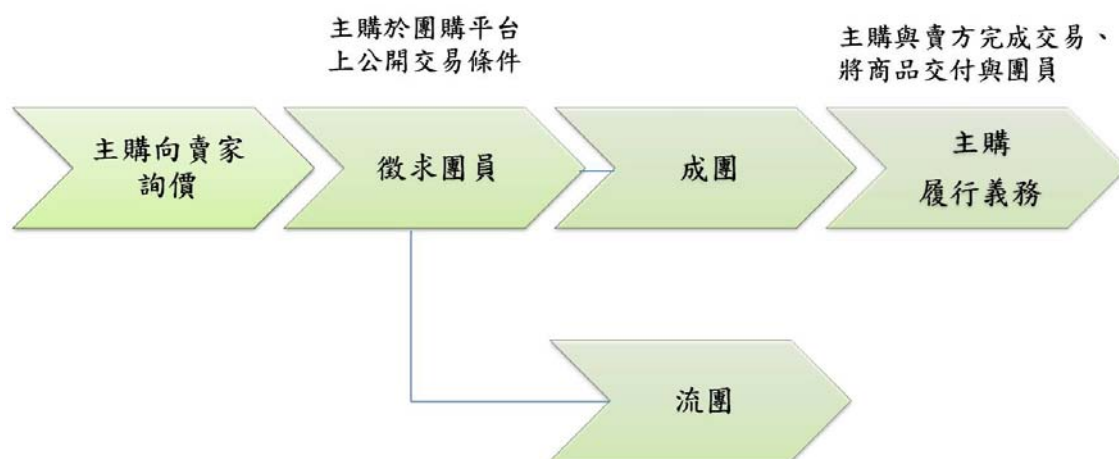 主購於團購平台
上公開交易條件
主購與賣方完成交易、
將商品交付與團員
主購向賣家
詢價
徵求團員
成團
主購
履行義務
流團